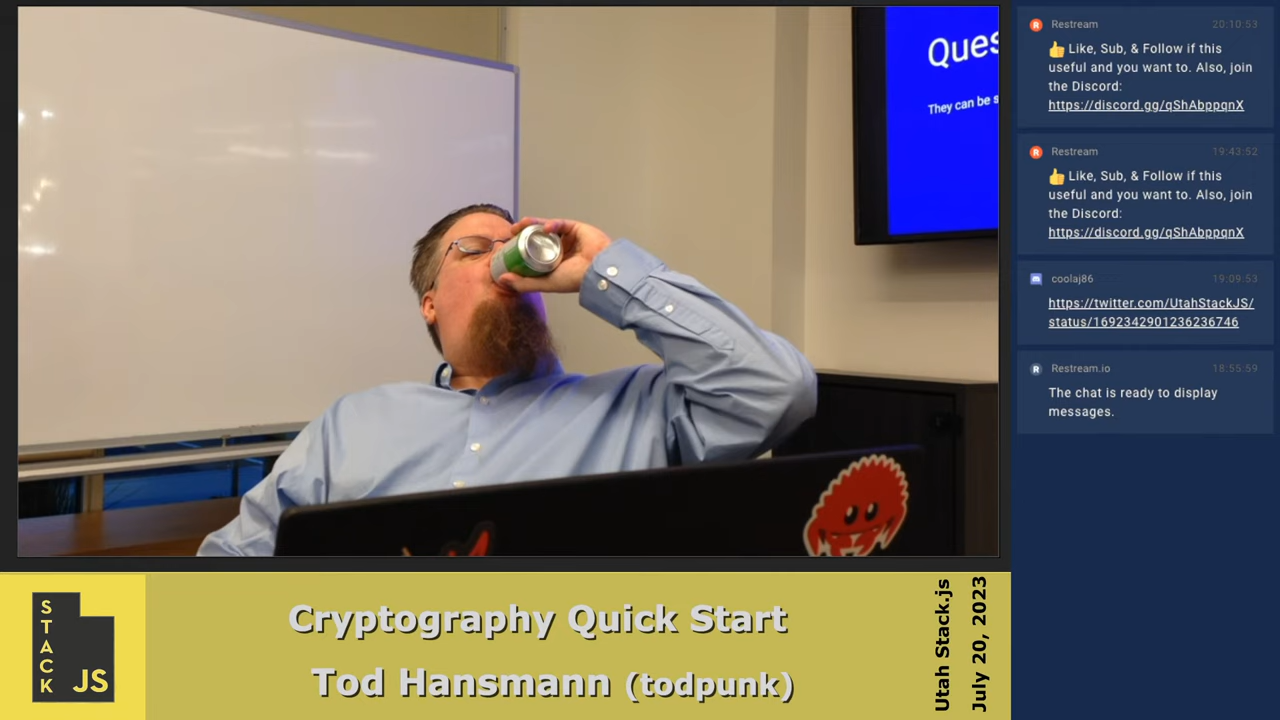 Ques
They can be s
R Restream 20:10:53
👍 Like, Sub, & Follow if this
useful and you want to. Also, join
the Discord:
https://discord.gg/qShAbppqnX
R Restream 19:43:52
👍 Like, Sub, & Follow if this
useful and you want to. Also, join
the Discord:
https://discord.gg/qShAbppqnX
coolaj86 19:09:53
https://twitter.com/UtahStackJS/
status/1692342901236236746
R Restream.io 18:55:59
The chat is ready to display
messages.
STACK
JS
Cryptography Quick Start
Tod Hansmann (todpunk)
Utah Stack.js
July 20, 2023